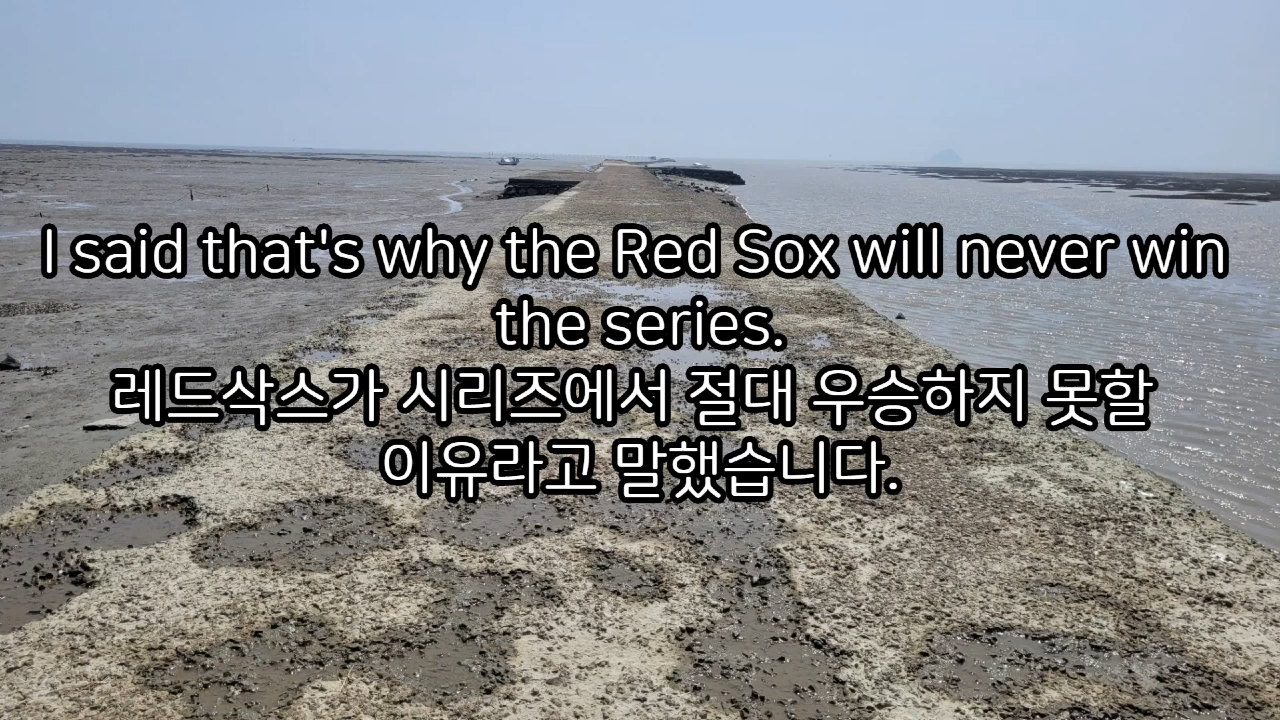 I said that's why the Red Sox will never win
the series.
레드삭스가 시리즈에서 절대 우승하지 못할
이유라고 말했습니다.